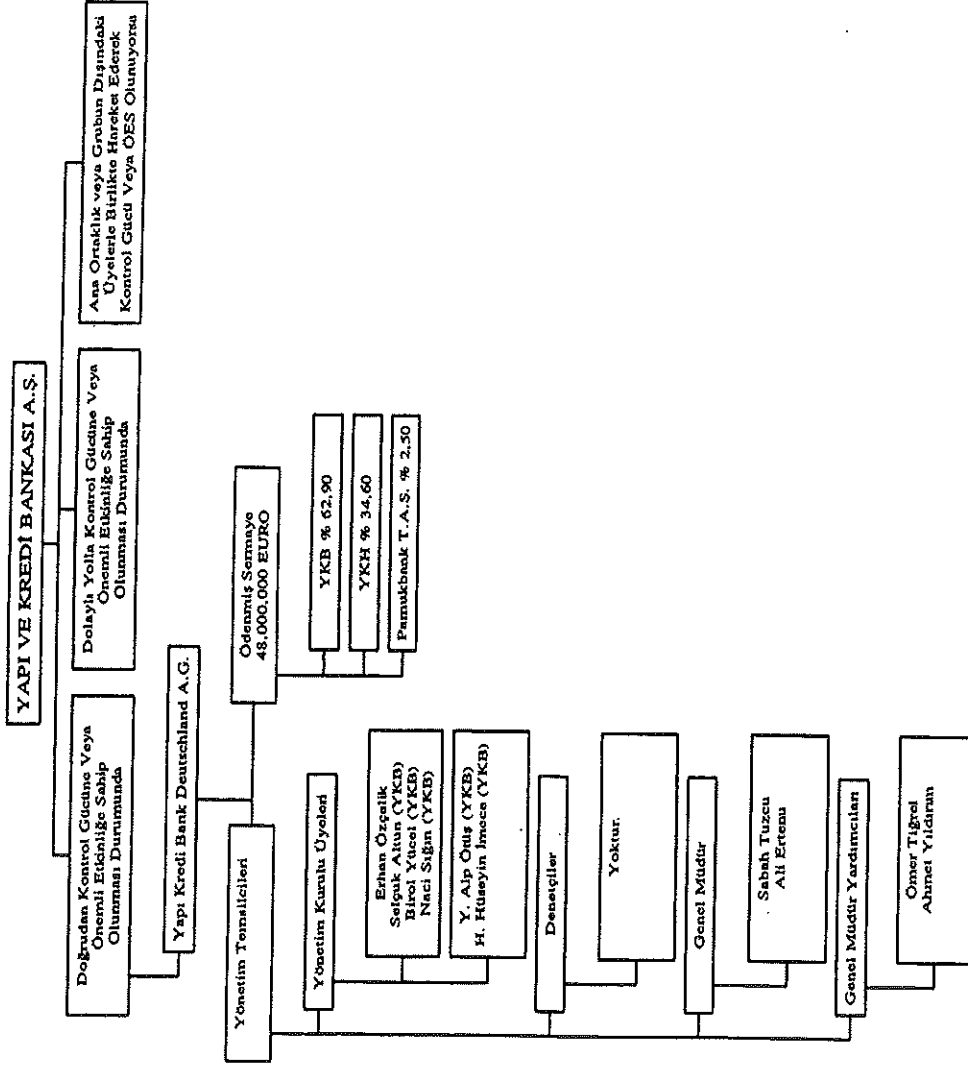 YAPI VE KREDİ BANKASI A.Ş.
Doğrudan Kontrol Gücüne Veya
Önemli Etkinliğe Sahip
Olunması Durumunda
Dolaylı Yolla Kontrol Gücüne Veya
Önemli Etkinliğe Sahip
Olunması Durumunda
Ana Ortaklık veya Grubun Dışındaki
Üyelerle Birlikte Hareket Ederek
Kontrol Gücü Veya ÖES Olunuyorsa
Yapı Kredi Bank Deutschland A.G.
Yönetim Temsilcileri
Yönetim Kurulu Üyeleri
Erhan Özçelik
Selçuk Altun (YKB)
Birol Yücel (YKB)
Naci Sığın (YKB)
Y. Alp Ötüş (YKB)
H. Hüseyin İmece (YKB)
Denetçiler
Yoktur.
Genel Müdür
Sabah Tuzcu
Ali Ertenu
Genel Müdür Yardımcıları
Ömer Tiğrel
Ahmet Yıldırım
Ödenmiş Sermaye
48.000.000 EURO
YKB % 62,90
YKH % 34,60
Pamukbank T.A.Ş. % 2,50